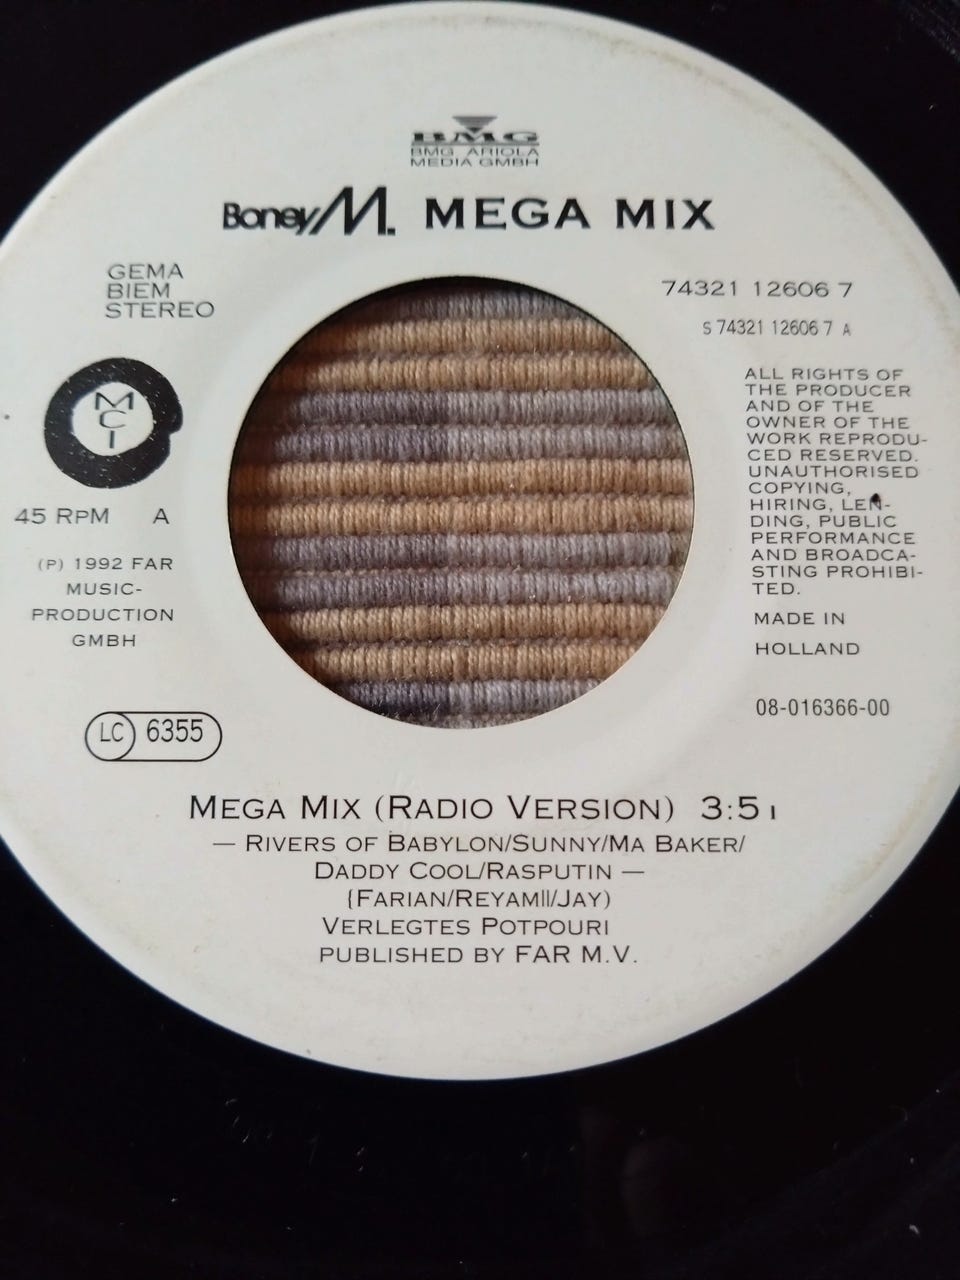 BMG
BMG ARIOLA
MEDIA GMBH
Boney M. MEGA MIX
GEMA
BIEM
STEREO
74321 12606 7
S 74321 12606 7 A
MCI
45 RPM A
(P) 1992 FAR
MUSIC-
PRODUCTION
GMBH
LC 6355
ALL RIGHTS OF
THE PRODUCER
AND OF THE
OWNER OF THE
WORK REPRODU-
CED RESERVED.
UNAUTHORISED
COPYING,
HIRING, LEN-
DING, PUBLIC
PERFORMANCE
AND BROADCA-
STING PROHIBI-
TED.
MADE IN
HOLLAND
08-016366-00
MEGA MIX (RADIO VERSION) 3:51
— RIVERS OF BABYLON/SUNNY/MA BAKER/
DADDY COOL/RASPUTIN —
(FARIAN/REYAM||/JAY)
VERLEGTES POTPOURI
PUBLISHED BY FAR M.V.